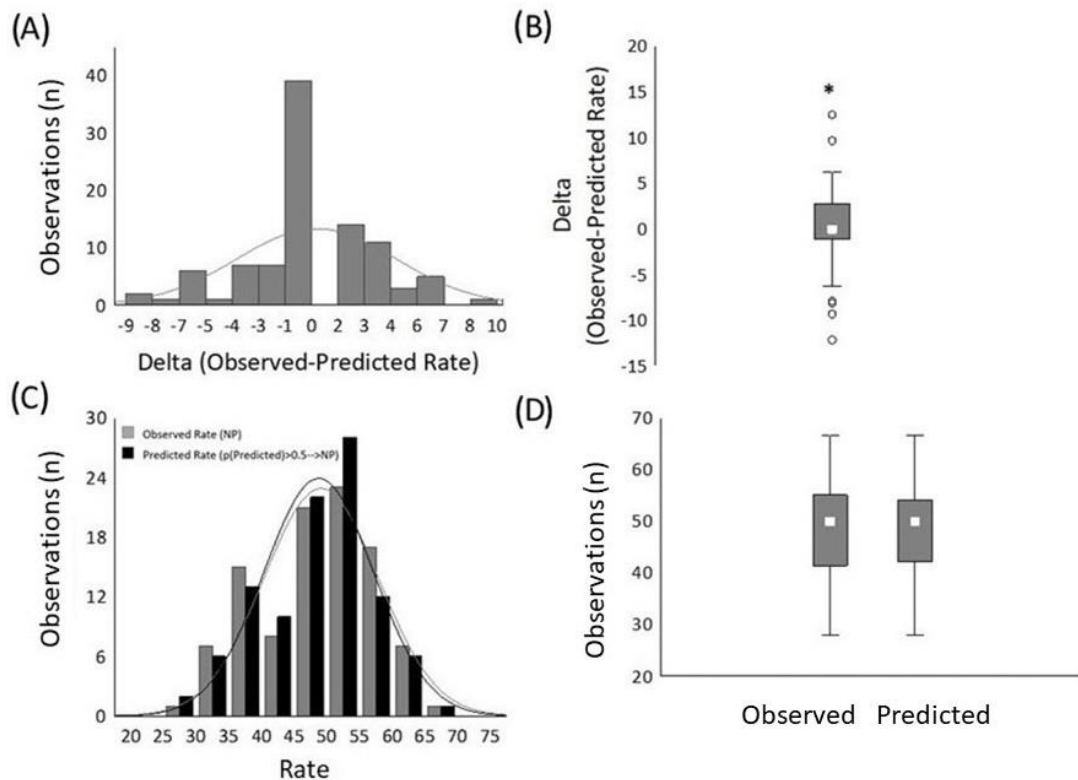 (A)
Observations (n)
40
30
20
10
0
-9 -8 -7 -5 -4 -3 -1 0 2 3 4 6 7 8 10
Delta (Observed-Predicted Rate)
(B)
Delta
(Observed-Predicted Rate)
20
15
10
5
0
-5
-10
-15
*
(C)
Observations (n)
30
24
18
12
6
0
Observed Rate (NP)
Predicted Rate (p(Predicted)>0.5-->NP)
20 25 30 35 40 45 50 55 60 65 70 75
Rate
(D)
Observations (n)
70
60
50
40
30
20
Observed Predicted